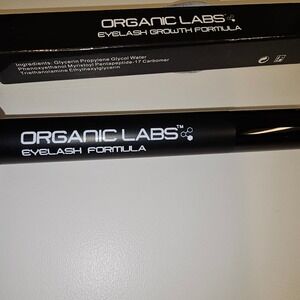 ORGANIC LABS
EYELASH GROWTH FORMULA
Ingredients: Glycerin Propylene Glycol Water
Phenoxyethanol Myristoyl Pentapeptide-17 Carbomer
Triethanolamine Ethylhexylglycerin
ORGANIC LABS™
EYELASH FORMULA